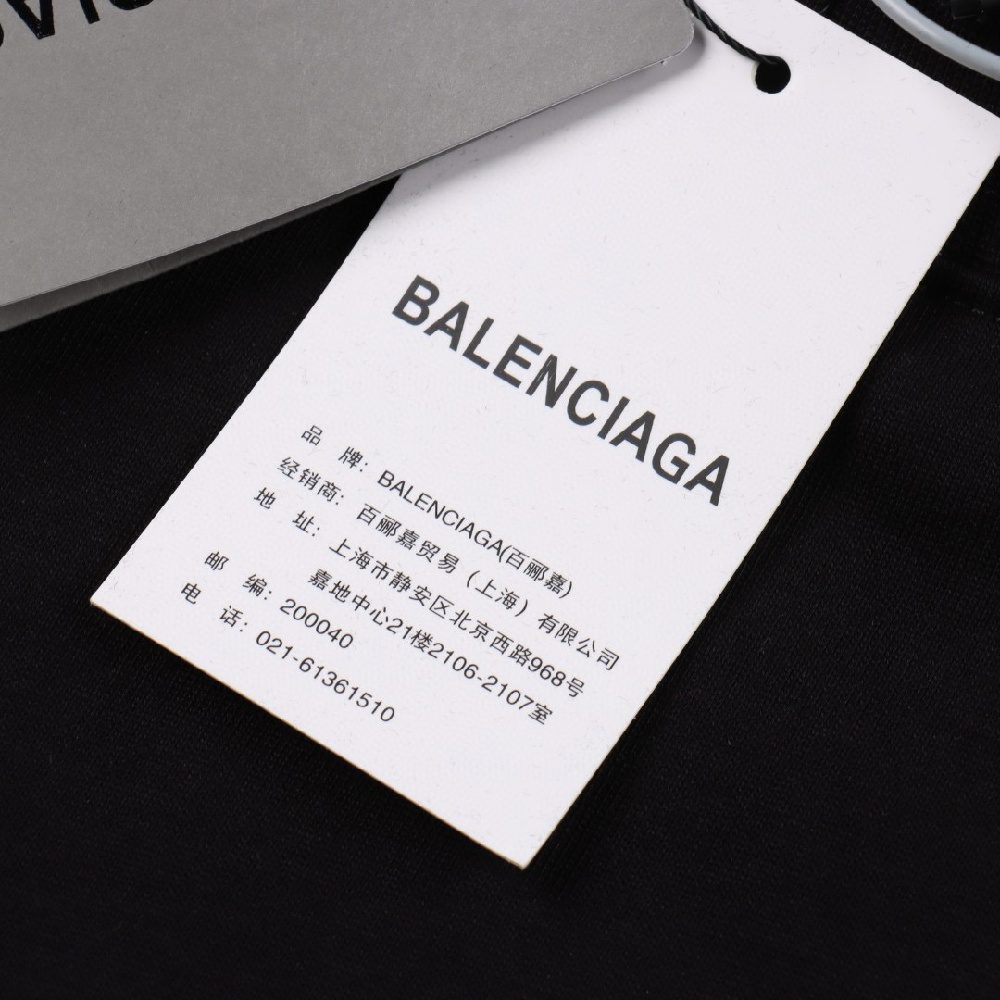 BALENCIAGA
品 牌: BALENCIAGA(百郦嘉)
经销商: 百郦嘉贸易（上海）有限公司
地 址: 上海市静安区北京西路968号
嘉地中心21楼2106-2107室
邮 编: 200040
电 话: 021-61361510